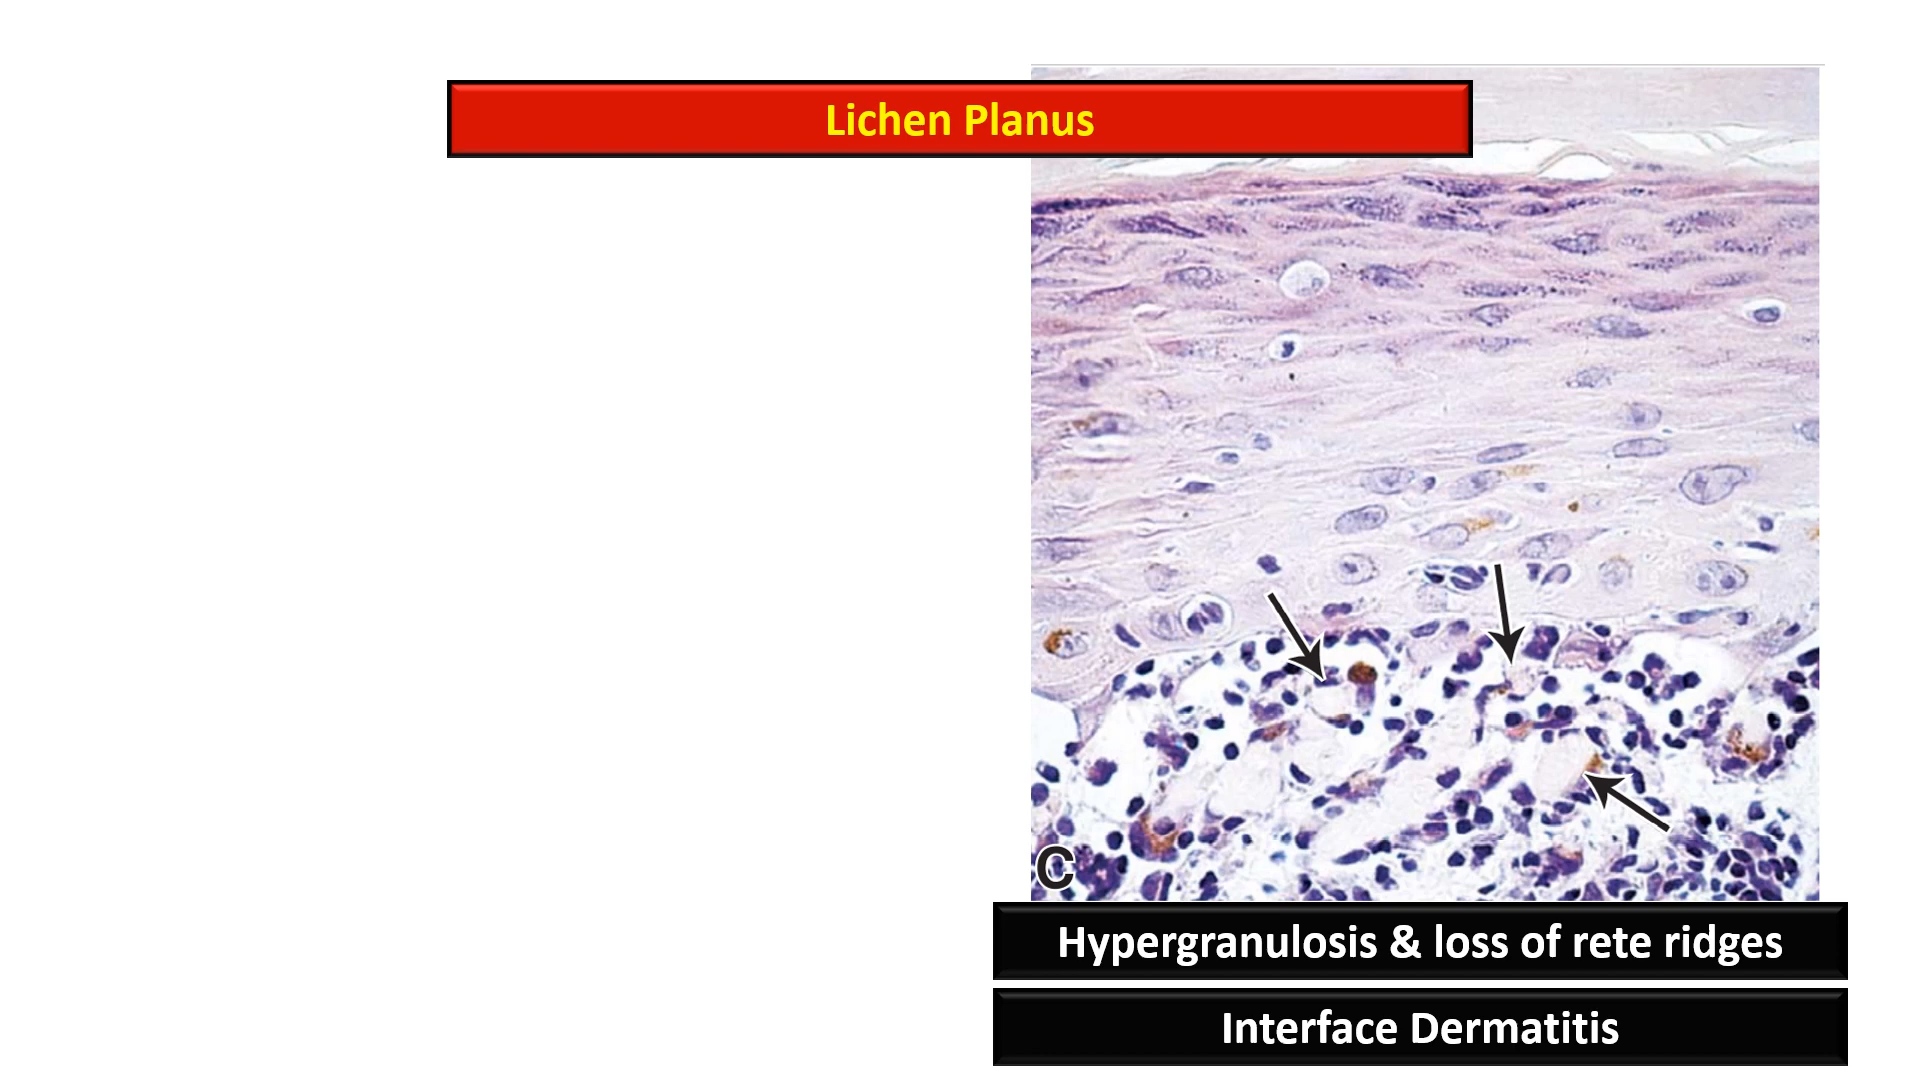 Lichen Planus
C
Hypergranulosis & loss of rete ridges
Interface Dermatitis